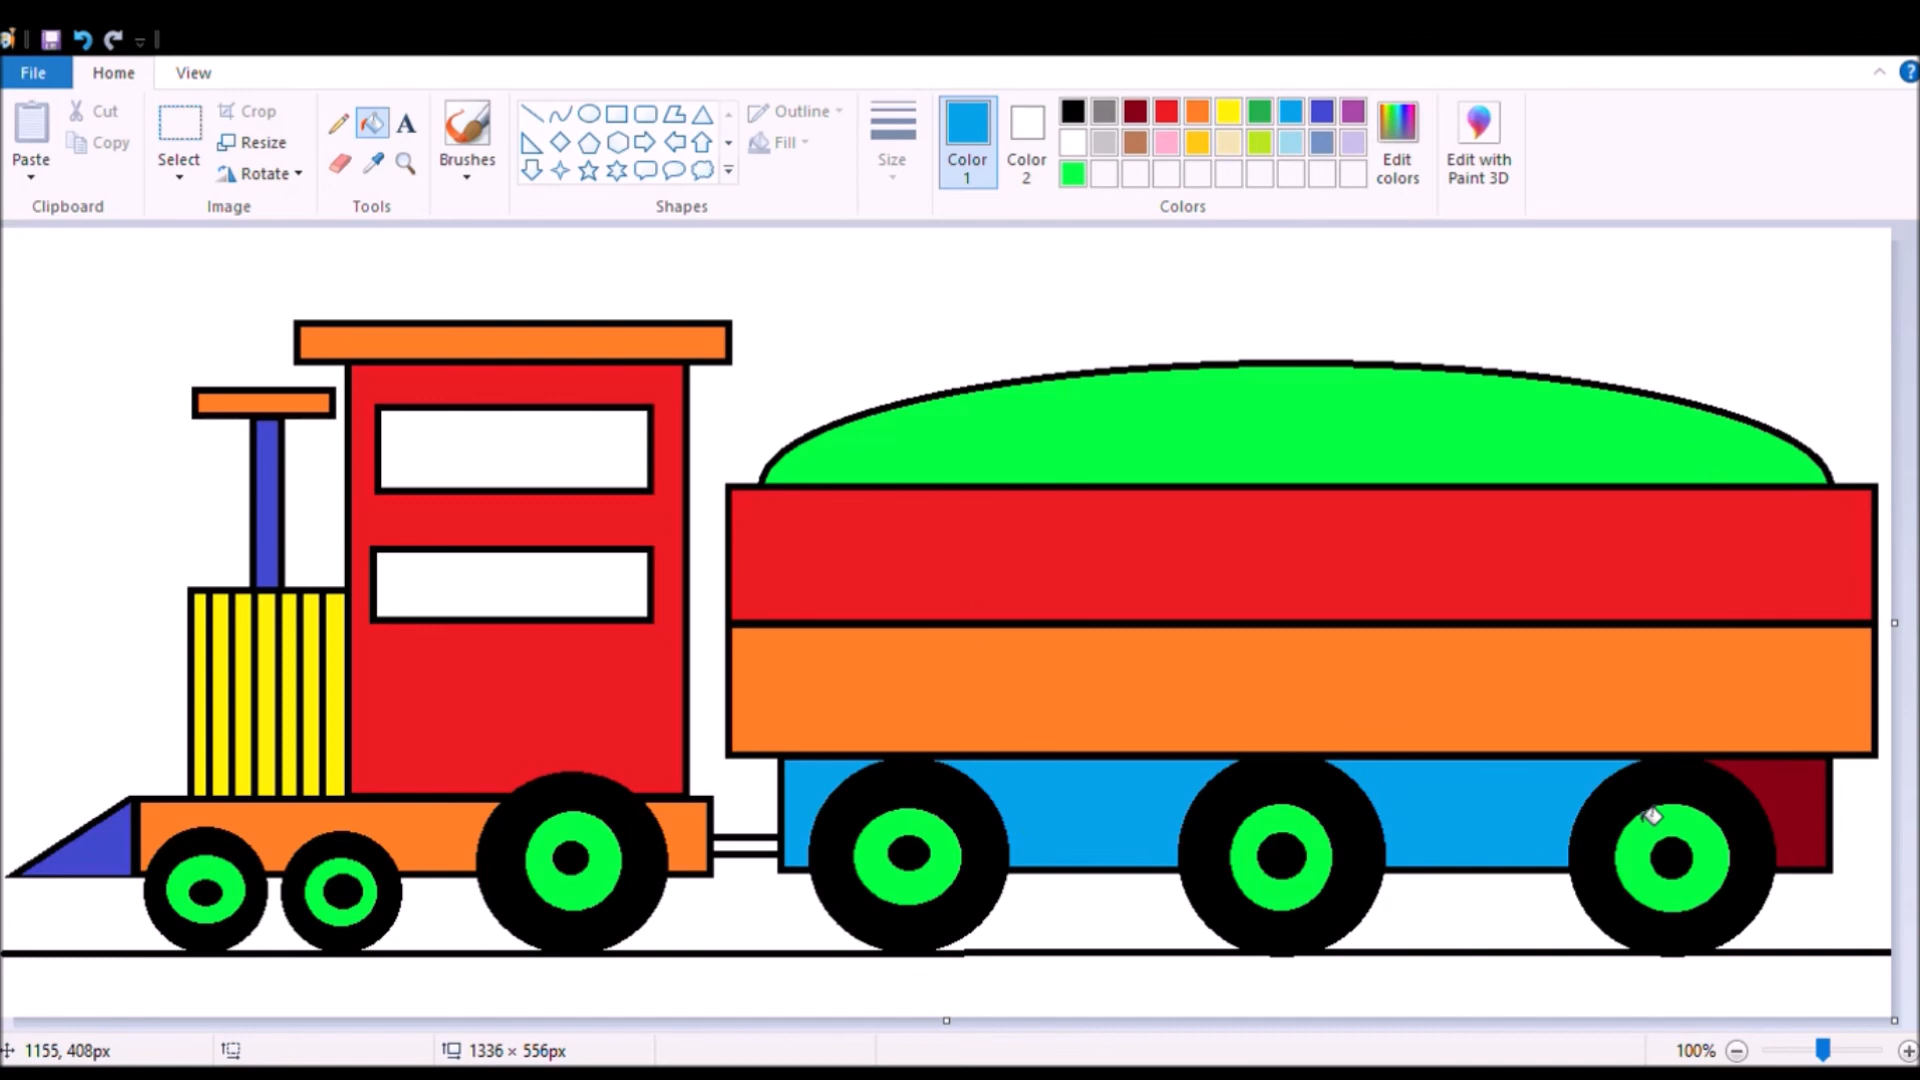 File Home View
Cut
Copy
Paste
Clipboard
Select
Crop
Resize
Rotate
Image
A
Tools
Brushes
Outline
Fill
Shapes
Size
Color
1
Color
2
Edit
colors
Colors
Edit with
Paint 3D
?
1155, 408px
1336 × 556px
100%